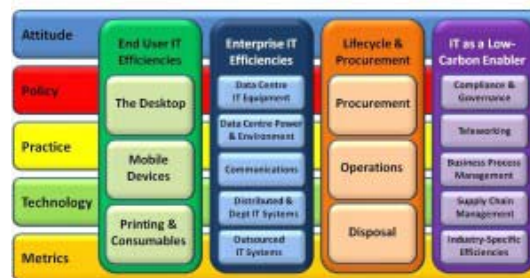 Attitude
Policy
Practice
Technology
Metrics
End User IT
Efficiencies
The Desktop
Mobile
Devices
Printing &
Consumables
Enterprise IT
Efficiencies
Data Centre
IT Equipment
Data Centre Power
& Environment
Communications
Distributed &
Dept IT Systems
Outsourced
IT Systems
Lifecycle &
Procurement
Procurement
Operations
Disposal
IT as a Low-
Carbon Enabler
Compliance &
Governance
Teleworking
Business Process
Management
Supply Chain
Management
Industry-Specific
Efficiencies